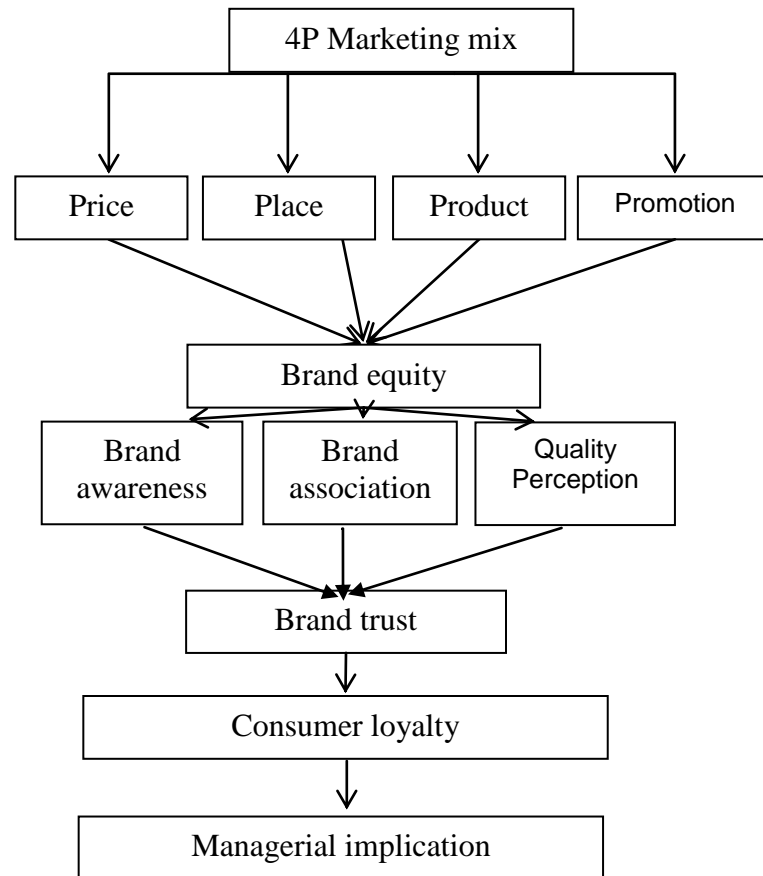 4P Marketing mix
Price
Place
Product
Promotion
Brand equity
Brand
awareness
Brand
association
Quality
Perception
Brand trust
Consumer loyalty
Managerial implication